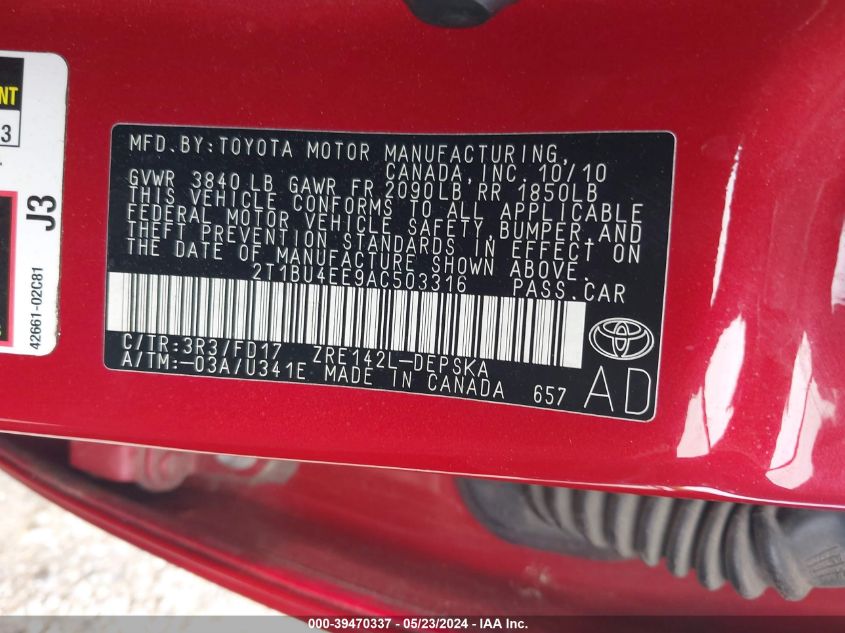 NT
3
J3
42661-02C81
MFD.BY:TOYOTA MOTOR MANUFACTURING,
CANADA, INC. 10/10
GVWR 3840 LB GAWR FR 2090LB, RR 1850LB
THIS VEHICLE CONFORMS TO ALL APPLICABLE
FEDERAL MOTOR VEHICLE SAFETY, BUMPER, AND
THEFT PREVENTION STANDARDS IN EFFECT ON
THE DATE OF MANUFACTURE SHOWN ABOVE.
2T1BU4EE9AC503316 PASS.CAR
C/TR:3R3/FD17 ZRE142L-DEPSKA
A/TM:-03A/U341E MADE IN CANADA 657
AD
000-39470337 - 05/23/2024 - IAA Inc.